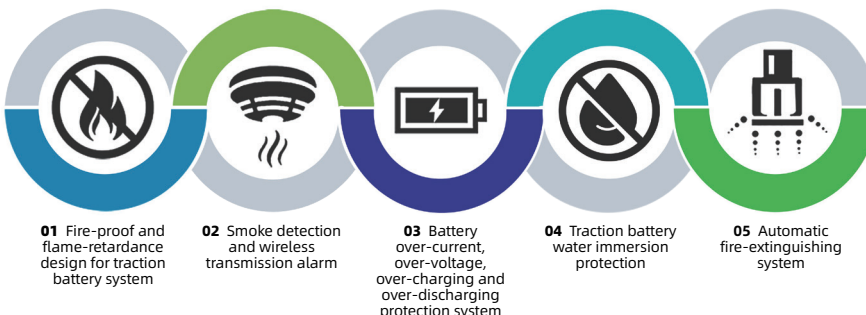 01 Fire-proof and
flame-retardance
design for traction
battery system
02 Smoke detection
and wireless
transmission alarm
03 Battery
over-current,
over-voltage,
over-charging and
over-discharging
protection system
04 Traction battery
water immersion
protection
05 Automatic
fire-extinguishing
system